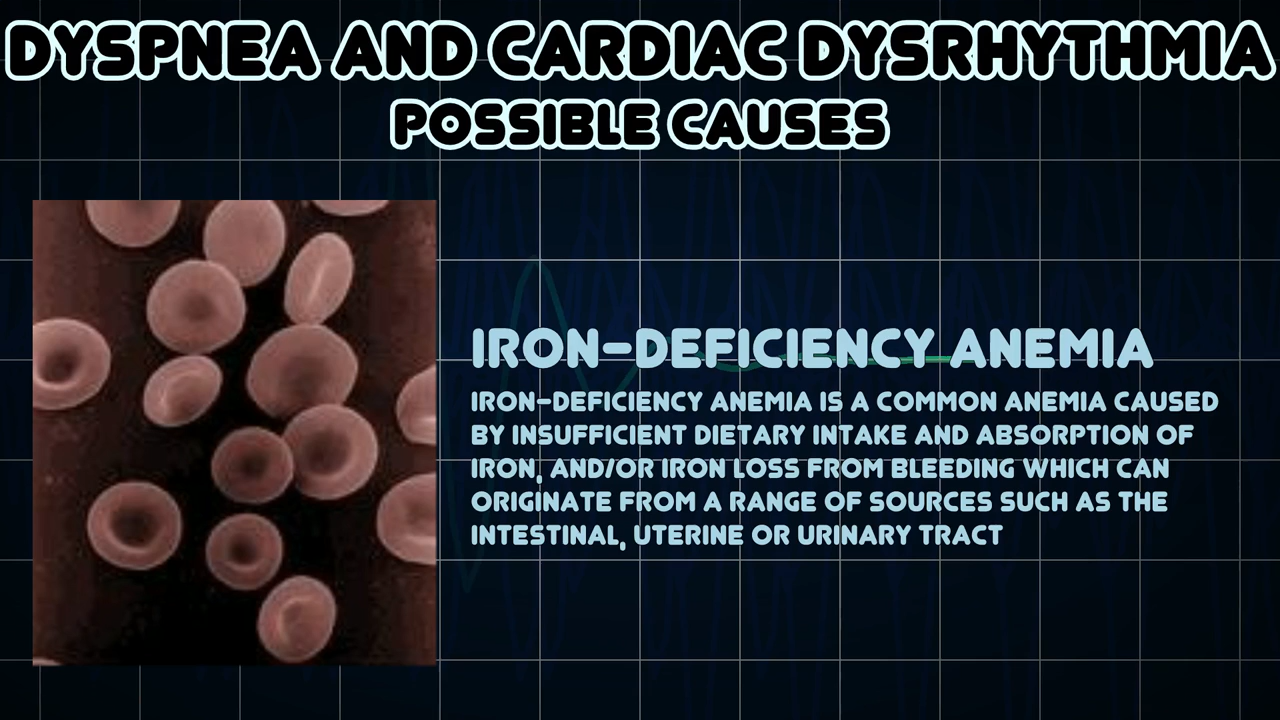 DYSPNEA AND CARDIAC DYSRHYTHMIA
POSSIBLE CAUSES
IRON-DEFICIENCY ANEMIA
IRON-DEFICIENCY ANEMIA IS A COMMON ANEMIA CAUSED
BY INSUFFICIENT DIETARY INTAKE AND ABSORPTION OF
IRON, AND/OR IRON LOSS FROM BLEEDING WHICH CAN
ORIGINATE FROM A RANGE OF SOURCES SUCH AS THE
INTESTINAL, UTERINE OR URINARY TRACT